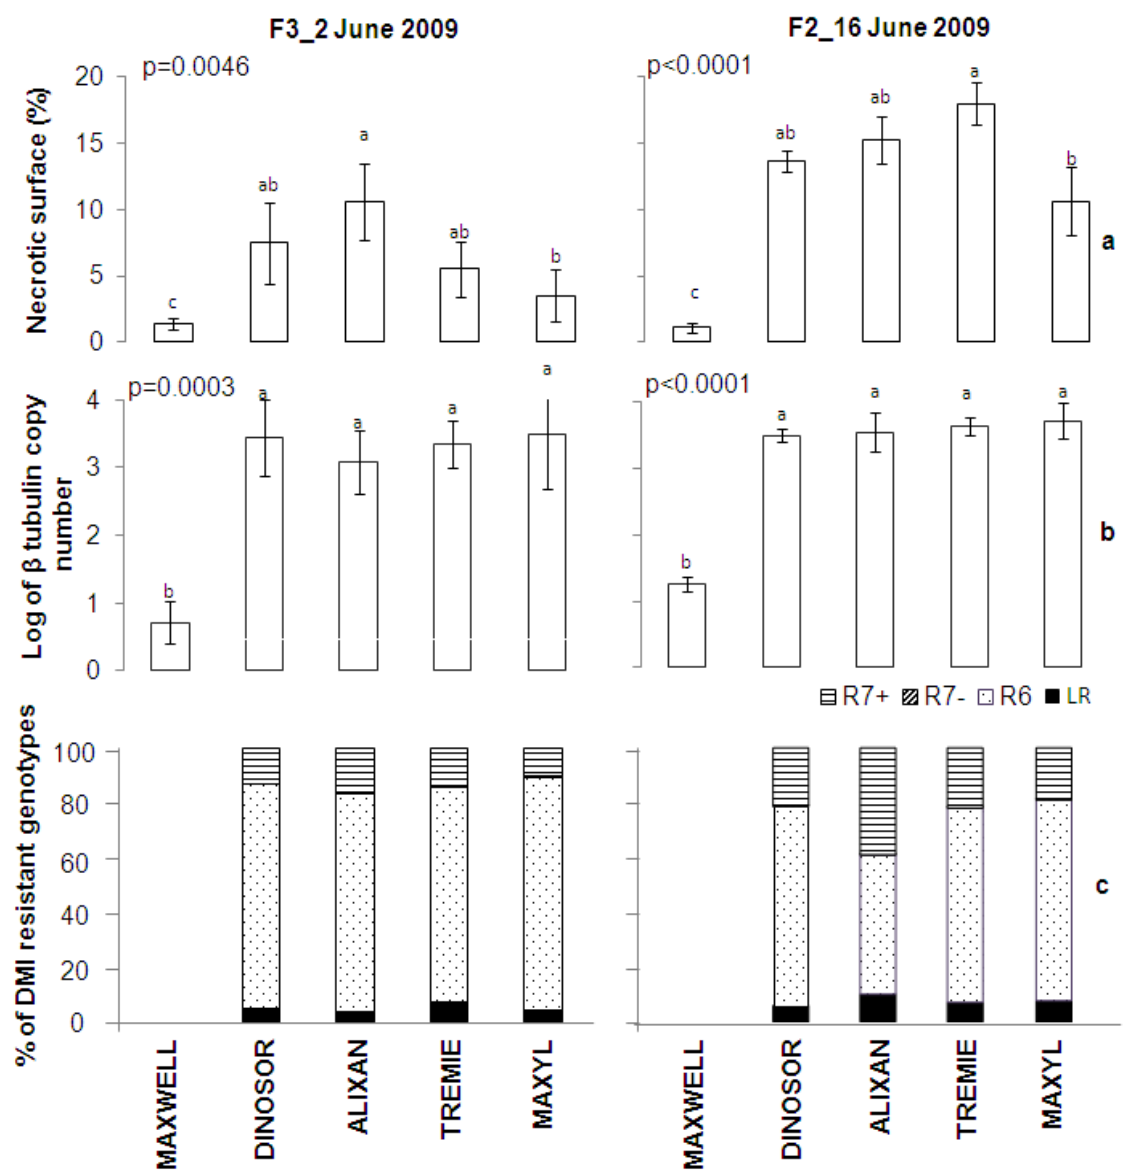 F3_2 June 2009
F2_16 June 2009
Necrotic surface (%)
20
15
10
5
0
p=0.0046
c
ab
a
ab
b
p<0.0001
c
ab
ab
a
b
a
Log of β tubulin copy
number
4
3
2
1
0
p=0.0003
b
a
a
a
a
p<0.0001
b
a
a
a
a
b
R7+ R7- R6 LR
% of DMI resistant genotypes
100
80
60
40
20
0
c
MAXWELL
DINOSOR
ALIXAN
TREMIE
MAXYL
MAXWELL
DINOSOR
ALIXAN
TREMIE
MAXYL